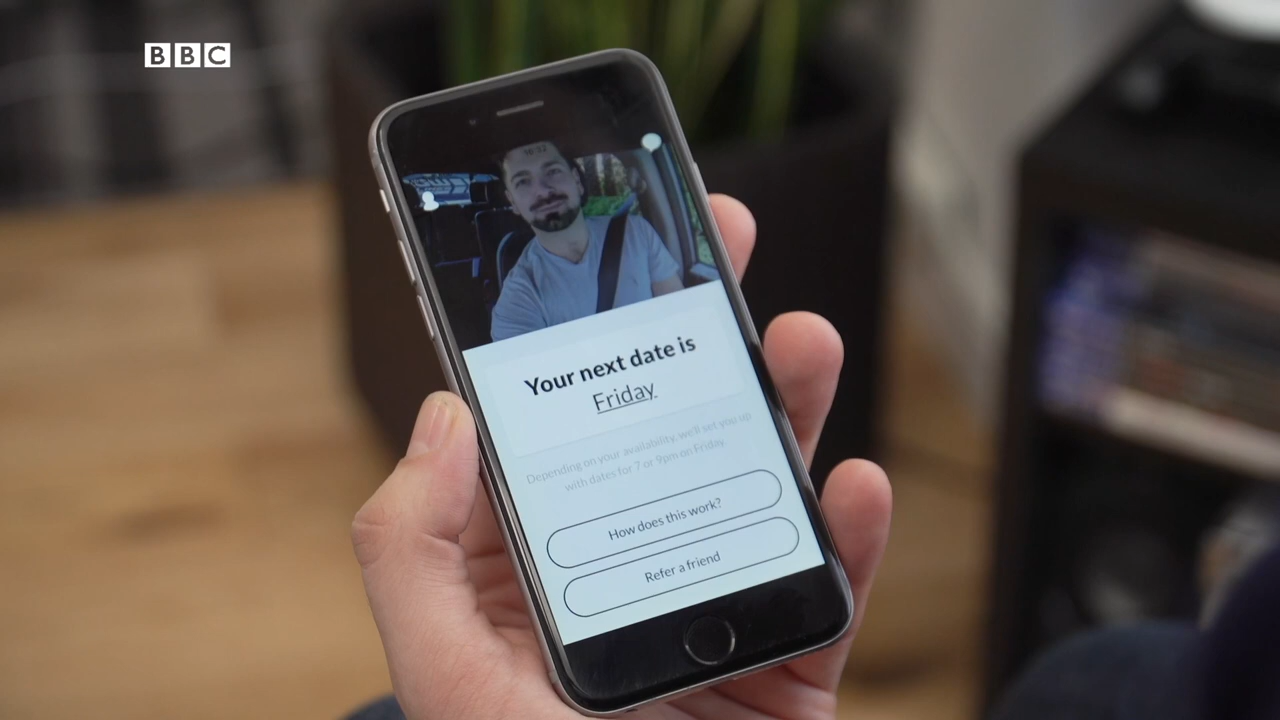 BBC
Your next date is
Friday
Depending on your availability, we'll set you up
with dates for 7 or 9pm on Friday.
How does this work?
Refer a friend